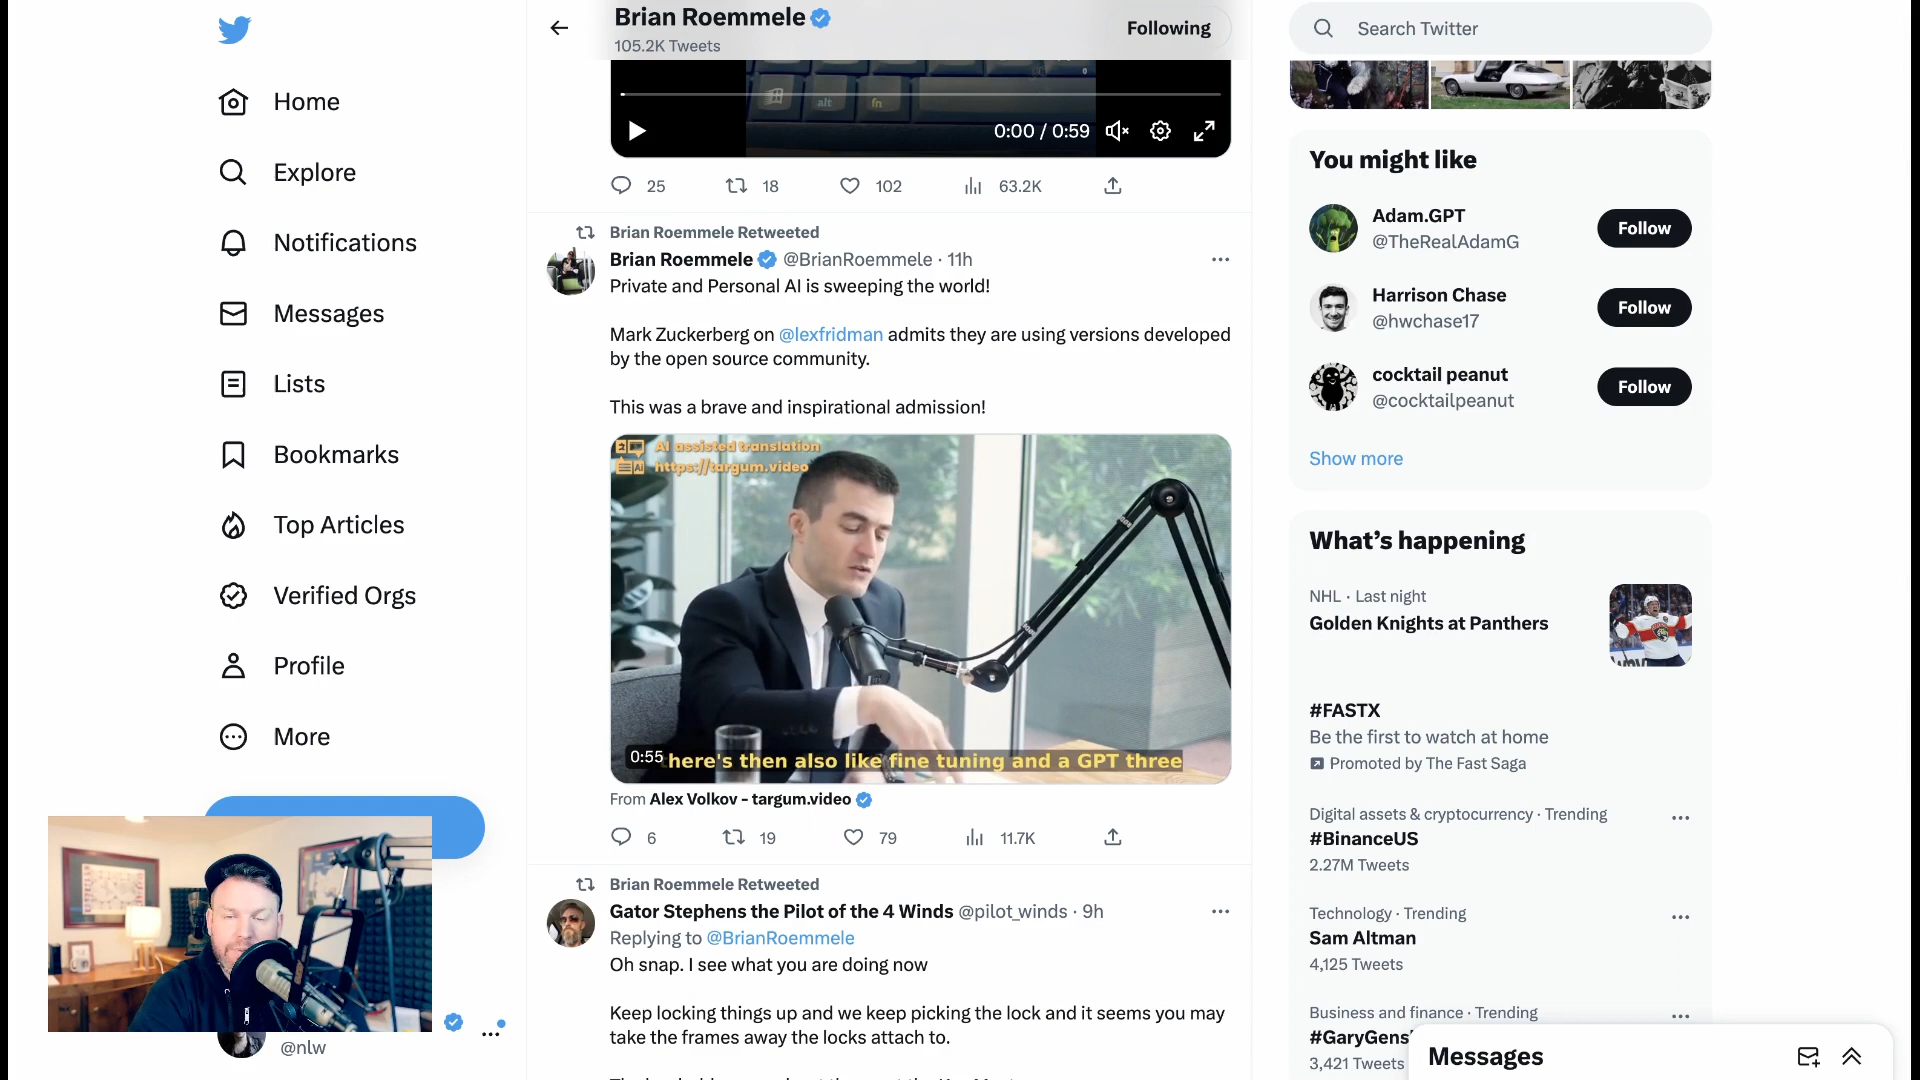 Home
Explore
Notifications
Messages
Lists
Bookmarks
Top Articles
Verified Orgs
Profile
More
@nlw
Brian Roemmele
105.2K Tweets
Following
alt
fn
0:00 / 0:59
25
18
102
63.2K
Brian Roemmele Retweeted
Brian Roemmele @BrianRoemmele · 11h
Private and Personal AI is sweeping the world!
Mark Zuckerberg on @lexfridman admits they are using versions developed
by the open source community.
This was a brave and inspirational admission!
AI assisted translation
https://targum.video
0:55
here's then also like fine tuning and a GPT three
From Alex Volkov - targum.video
6
19
79
11.7K
Brian Roemmele Retweeted
Gator Stephens the Pilot of the 4 Winds @pilot_winds · 9h
Replying to @BrianRoemmele
Oh snap. I see what you are doing now
Keep locking things up and we keep picking the lock and it seems you may
take the frames away the locks attach to.
Search Twitter
You might like
Adam.GPT
@TheRealAdamG
Follow
Harrison Chase
@hwchase17
Follow
cocktail peanut
@cocktailpeanut
Follow
Show more
What's happening
NHL · Last night
Golden Knights at Panthers
#FASTX
Be the first to watch at home
Promoted by The Fast Saga
Digital assets & cryptocurrency · Trending
#BinanceUS
2.27M Tweets
Technology · Trending
Sam Altman
4,125 Tweets
Business and finance · Trending
#GaryGens
3,421 Tweets
Messages